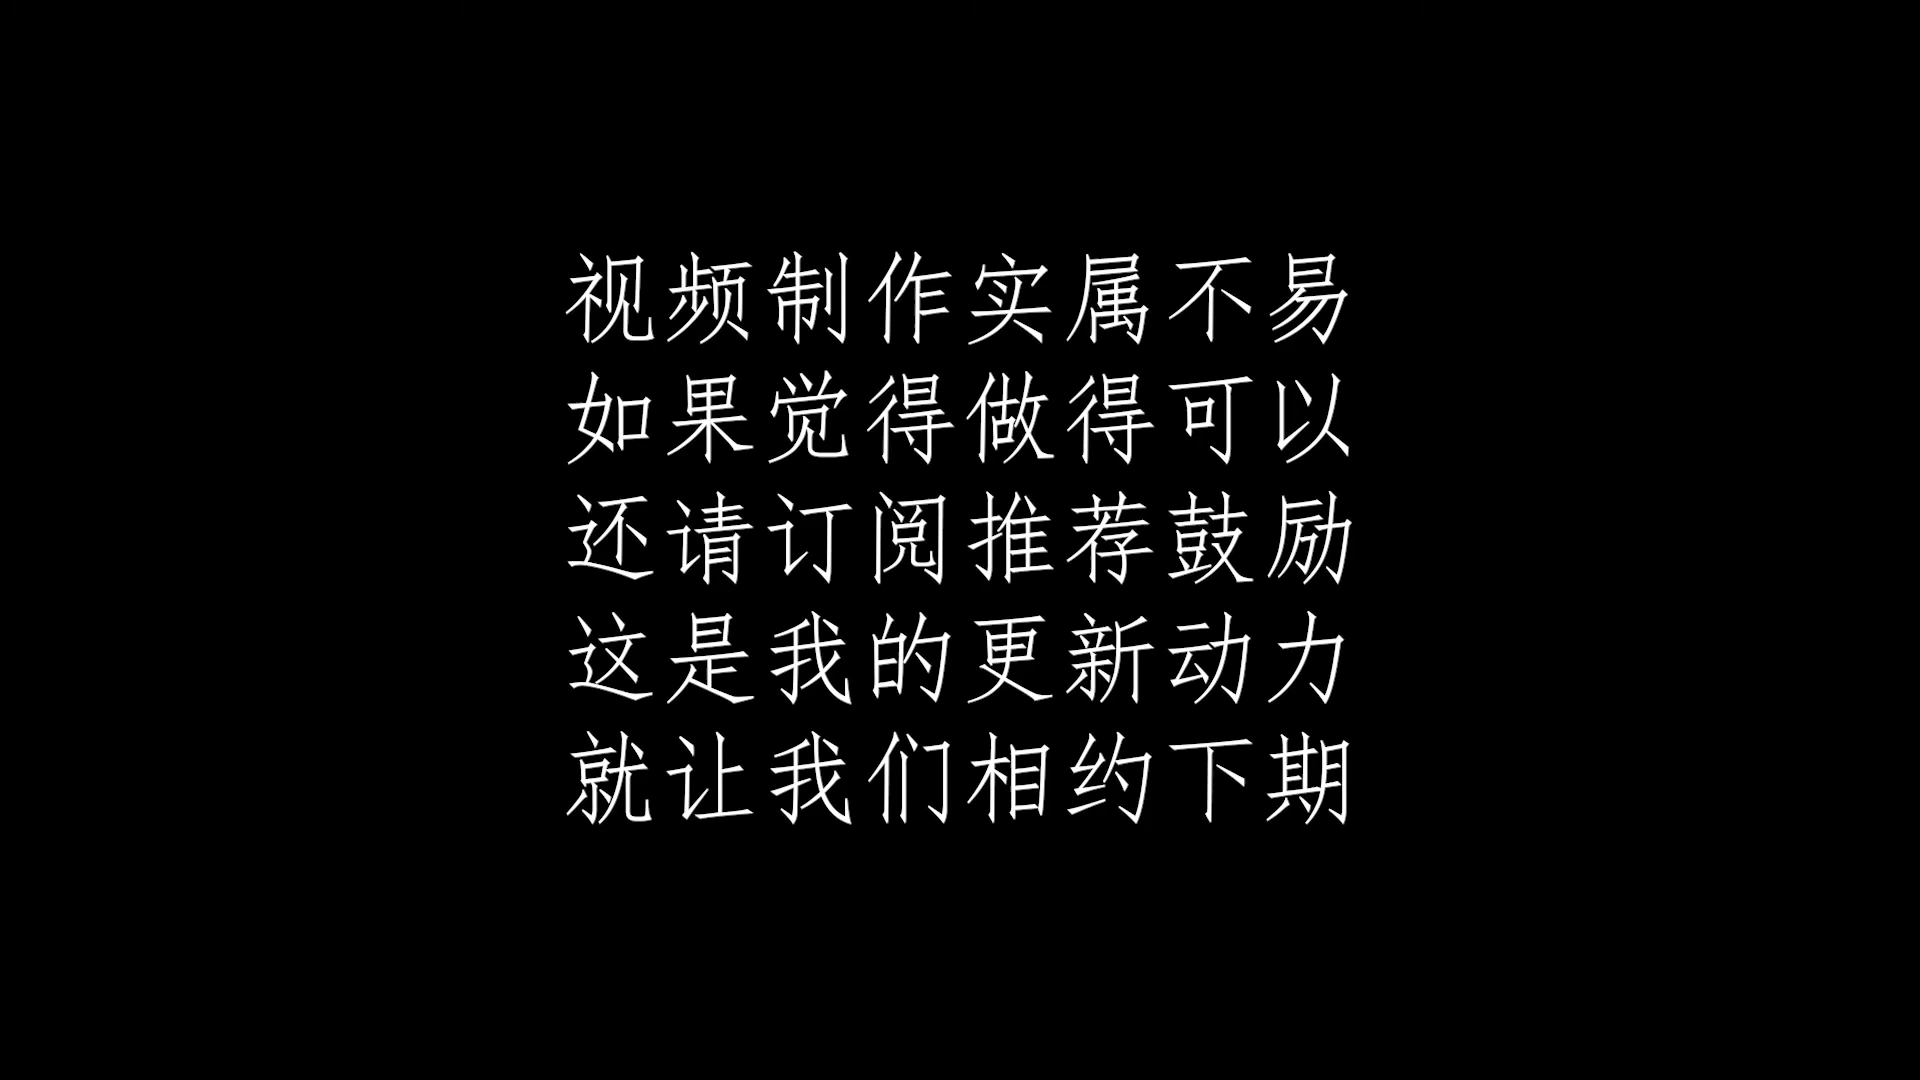 视频制作实属不易
如果觉得做得可以
还请订阅推荐鼓励
这是我的更新动力
就让我们相约下期